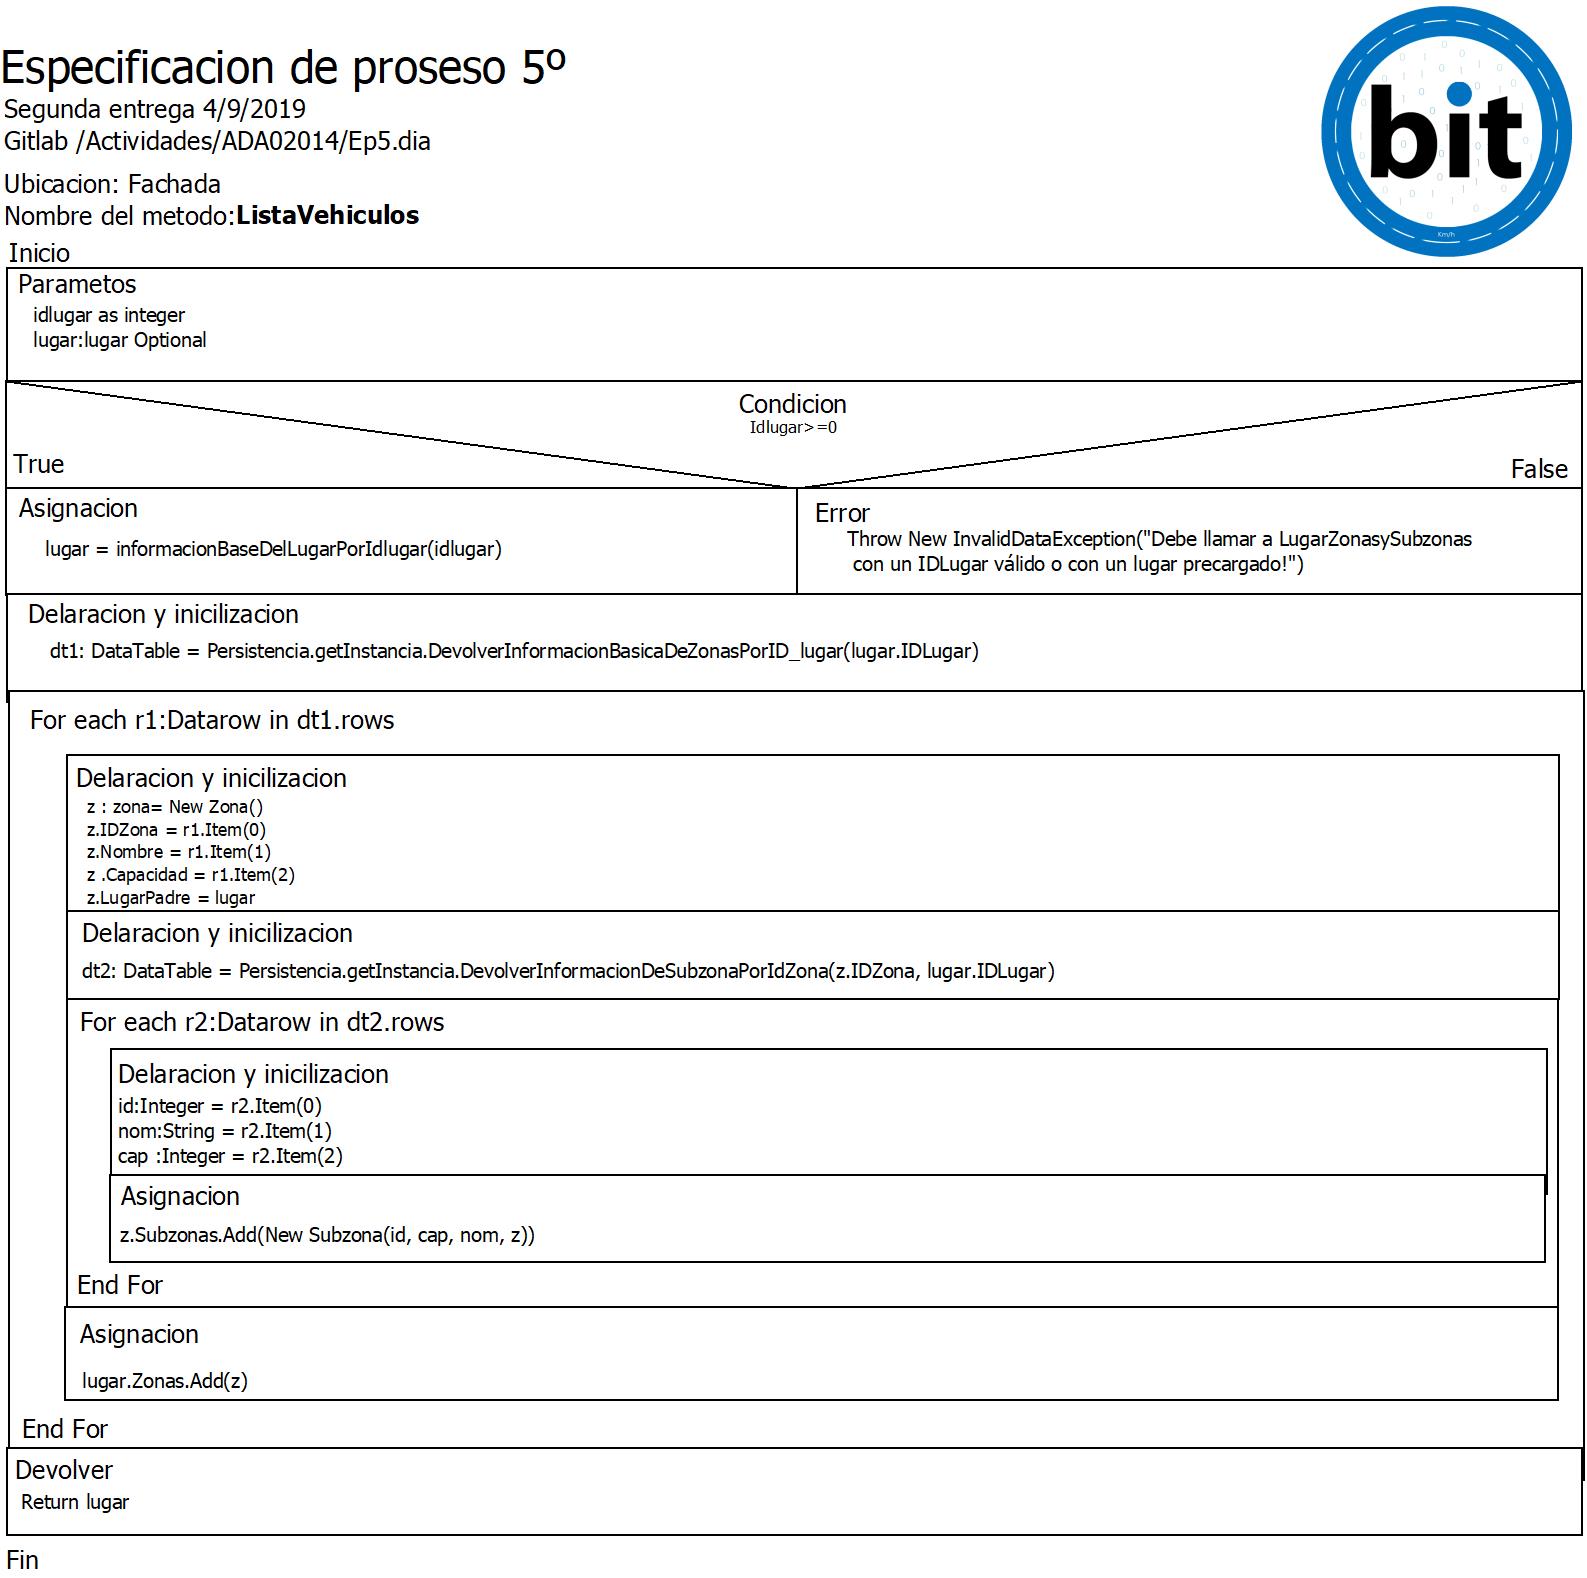 Especificacion de proseso 5º
Segunda entrega 4/9/2019
Gitlab /Actividades/ADA02014/Ep5.dia
Ubicacion: Fachada
Nombre del metodo:ListaVehiculos
bit
Km/h
Inicio
Parametos
idlugar as integer
lugar:lugar Optional
Condicion
Idlugar>=0
True
False
Asignacion
lugar = informacionBaseDelLugarPorIdlugar(idlugar)
Error
Throw New InvalidDataException("Debe llamar a LugarZonasySubzonas
con un IDLugar válido o con un lugar precargado!")
Delaracion y inicilizacion
dt1: DataTable = Persistencia.getInstancia.DevolverInformacionBasicaDeZonasPorID_lugar(lugar.IDLugar)
For each r1:Datarow in dt1.rows
Delaracion y inicilizacion
z : zona= New Zona()
z.IDZona = r1.Item(0)
z.Nombre = r1.Item(1)
z .Capacidad = r1.Item(2)
z.LugarPadre = lugar
Delaracion y inicilizacion
dt2: DataTable = Persistencia.getInstancia.DevolverInformacionDeSubzonaPorIdZona(z.IDZona, lugar.IDLugar)
For each r2:Datarow in dt2.rows
Delaracion y inicilizacion
id:Integer = r2.Item(0)
nom:String = r2.Item(1)
cap :Integer = r2.Item(2)
Asignacion
z.Subzonas.Add(New Subzona(id, cap, nom, z))
End For
Asignacion
lugar.Zonas.Add(z)
End For
Devolver
Return lugar
Fin